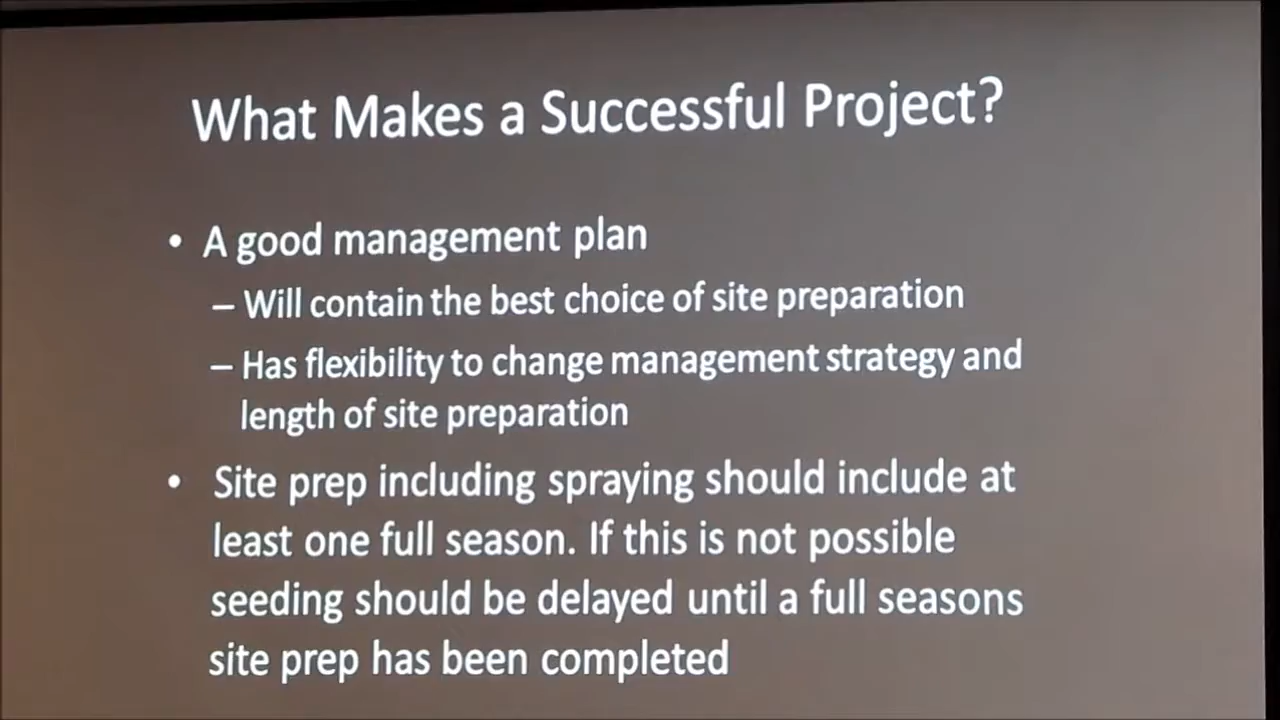 What Makes a Successful Project?
• A good management plan
– Will contain the best choice of site preparation
– Has flexibility to change management strategy and
length of site preparation
• Site prep including spraying should include at
least one full season. If this is not possible
seeding should be delayed until a full seasons
site prep has been completed